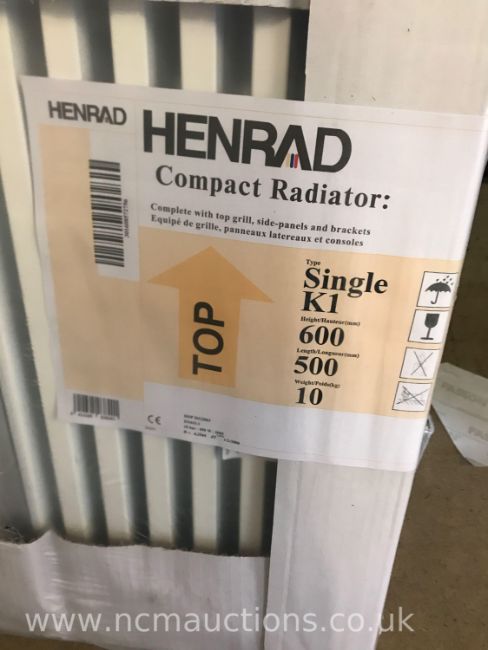 HENRAD
HENRAD
Compact Radiator:
Complete with top grill, side-panels and brackets
Equipé de grille, panneaux latereaux et consoles
TOP
Type
Single
K1
Height/Hauteur(mm)
600
Length/Longueur(mm)
500
Weight/Poids(kg)
10
CE
www.ncmauctions.co.uk